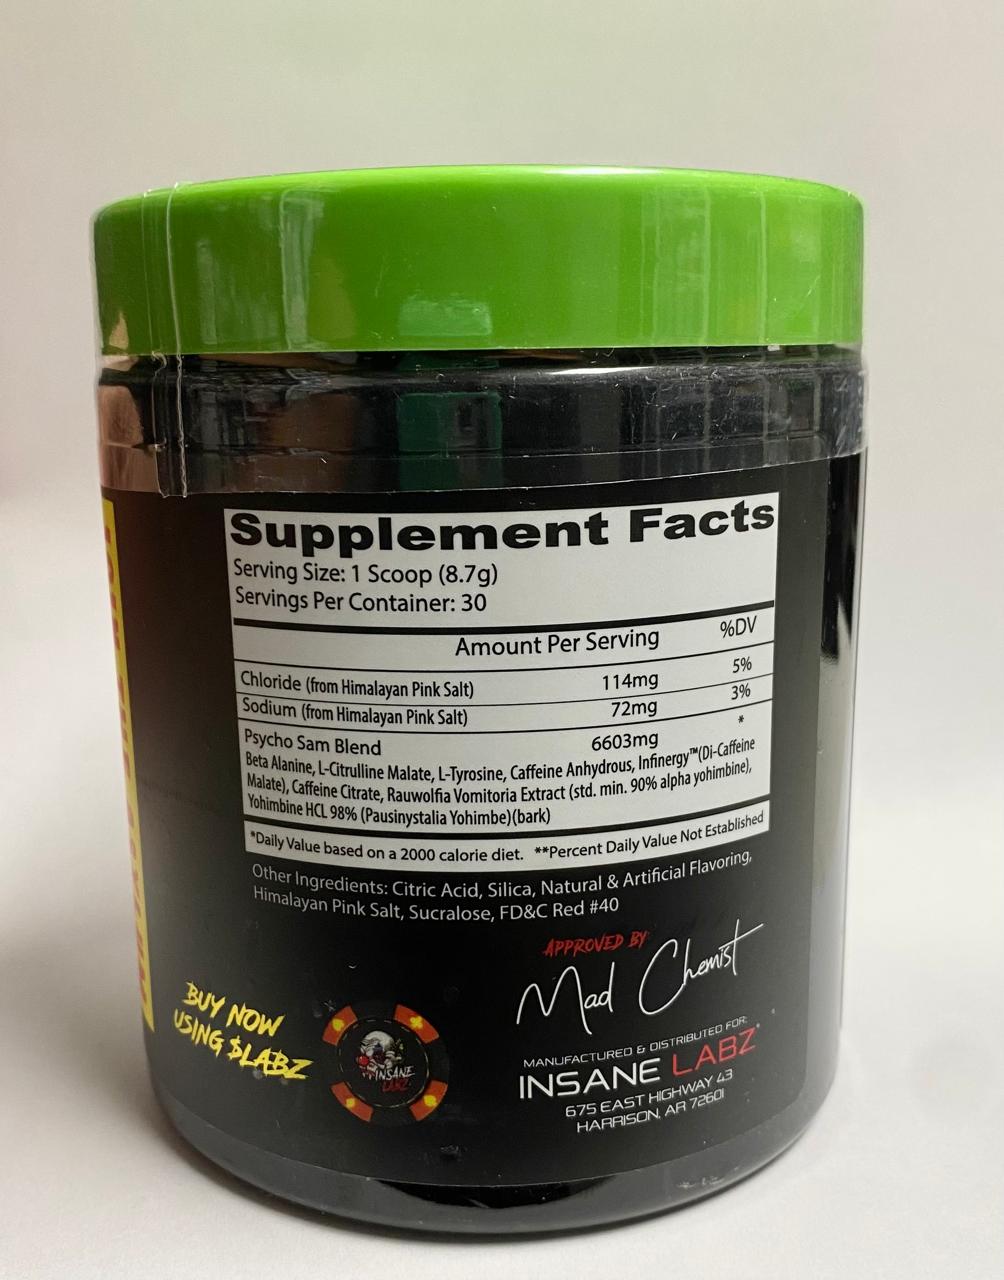 Supplement Facts
Serving Size: 1 Scoop (8.7g)
Servings Per Container: 30
Amount Per Serving %DV
Chloride (from Himalayan Pink Salt) 114mg 5%
Sodium (from Himalayan Pink Salt) 72mg 3%
Psycho Sam Blend 6603mg *
Beta Alanine, L-Citrulline Malate, L-Tyrosine, Caffeine Anhydrous, Infinergy™(Di-Caffeine
Malate), Caffeine Citrate, Rauwolfia Vomitoria Extract (std. min. 90% alpha yohimbine),
Yohimbine HCL 98% (Pausinystalia Yohimbe)(bark)
*Daily Value based on a 2000 calorie diet. **Percent Daily Value Not Established
Other Ingredients: Citric Acid, Silica, Natural & Artificial Flavoring,
Himalayan Pink Salt, Sucralose, FD&C Red #40
APPROVED BY:
Mad Chemist
BUY NOW
USING $LABZ
INSANE
LABZ
MANUFACTURED & DISTRIBUTED FOR:
INSANE LABZ
675 EAST HIGHWAY 43
HARRISON, AR 72601